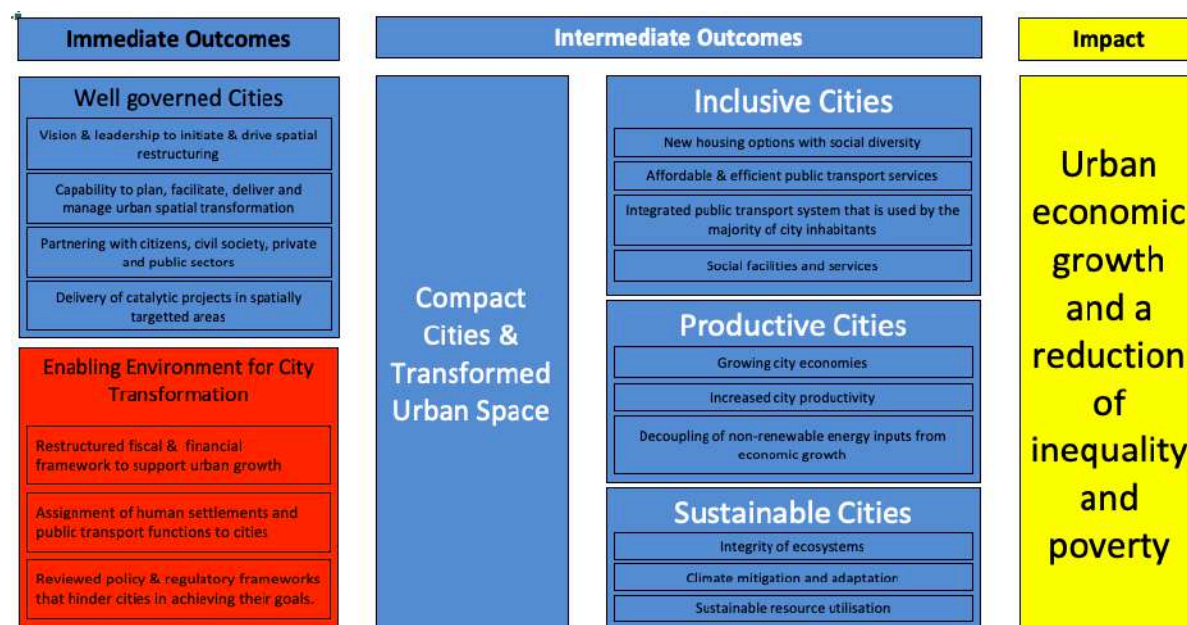 Immediate Outcomes
Intermediate Outcomes
Impact
Well governed Cities
Vision & leadership to initiate & drive spatial
restructuring
Capability to plan, facilitate, deliver and
manage urban spatial transformation
Partnering with citizens, civil society, private
and public sectors
Delivery of catalytic projects in spatially
targetted areas
Enabling Environment for City
Transformation
Restructured fiscal & financial
framework to support urban growth
Assignment of human settlements and
public transport functions to cities
Reviewed policy & regulatory frameworks
that hinder cities in achieving their goals.
Compact
Cities &
Transformed
Urban Space
Inclusive Cities
New housing options with social diversity
Affordable & efficient public transport services
Integrated public transport system that is used by the
majority of city inhabitants
Social facilities and services
Productive Cities
Growing city economies
Increased city productivity
Decoupling of non-renewable energy inputs from
economic growth
Sustainable Cities
Integrity of ecosystems
Climate mitigation and adaptation
Sustainable resource utilisation
Urban
economic
growth
and a
reduction
of
inequality
and
poverty